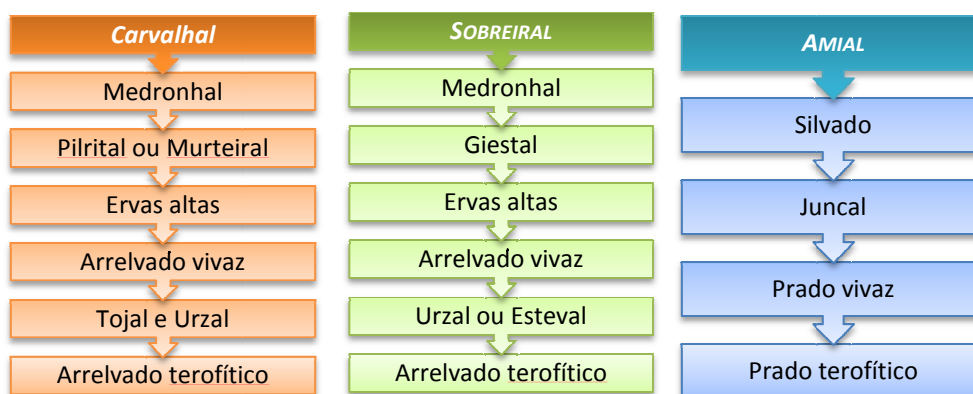 Carvalhal
Medronhal
Pilrital ou Murteiral
Ervas altas
Arrelvado vivaz
Tojal e Urzal
Arrelvado terofítico
SOBREIRAL
Medronhal
Giestal
Ervas altas
Arrelvado vivaz
Urzal ou Esteval
Arrelvado terofítico
AMIAL
Silvado
Juncal
Prado vivaz
Prado terofítico